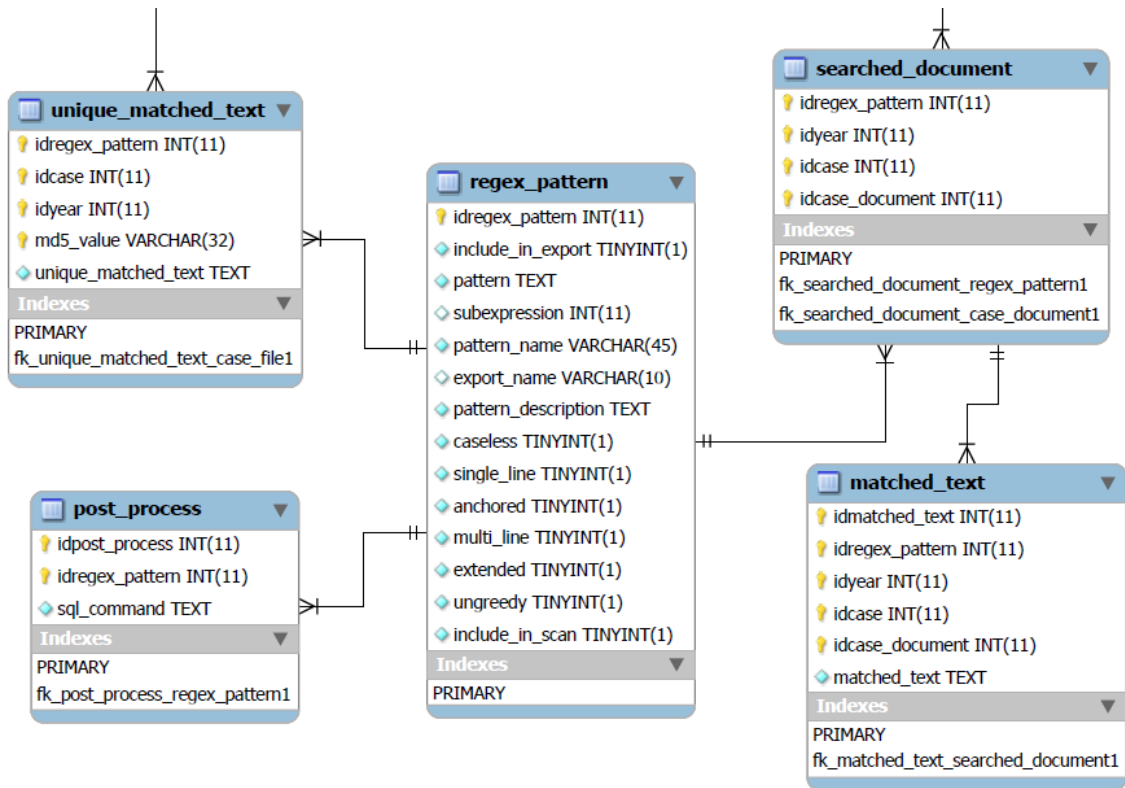 unique_matched_text
idregex_pattern INT(11)
idcase INT(11)
idyear INT(11)
md5_value VARCHAR(32)
unique_matched_text TEXT
Indexes
PRIMARY
fk_unique_matched_text_case_file1
post_process
idpost_process INT(11)
idregex_pattern INT(11)
sql_command TEXT
Indexes
PRIMARY
fk_post_process_regex_pattern1
regex_pattern
idregex_pattern INT(11)
include_in_export TINYINT(1)
pattern TEXT
subexpression INT(11)
pattern_name VARCHAR(45)
export_name VARCHAR(10)
pattern_description TEXT
caseless TINYINT(1)
single_line TINYINT(1)
anchored TINYINT(1)
multi_line TINYINT(1)
extended TINYINT(1)
ungreedy TINYINT(1)
include_in_scan TINYINT(1)
Indexes
PRIMARY
searched_document
idregex_pattern INT(11)
idyear INT(11)
idcase INT(11)
idcase_document INT(11)
Indexes
PRIMARY
fk_searched_document_regex_pattern1
fk_searched_document_case_document1
matched_text
idmatched_text INT(11)
idregex_pattern INT(11)
idyear INT(11)
idcase INT(11)
idcase_document INT(11)
matched_text TEXT
Indexes
PRIMARY
fk_matched_text_searched_document1